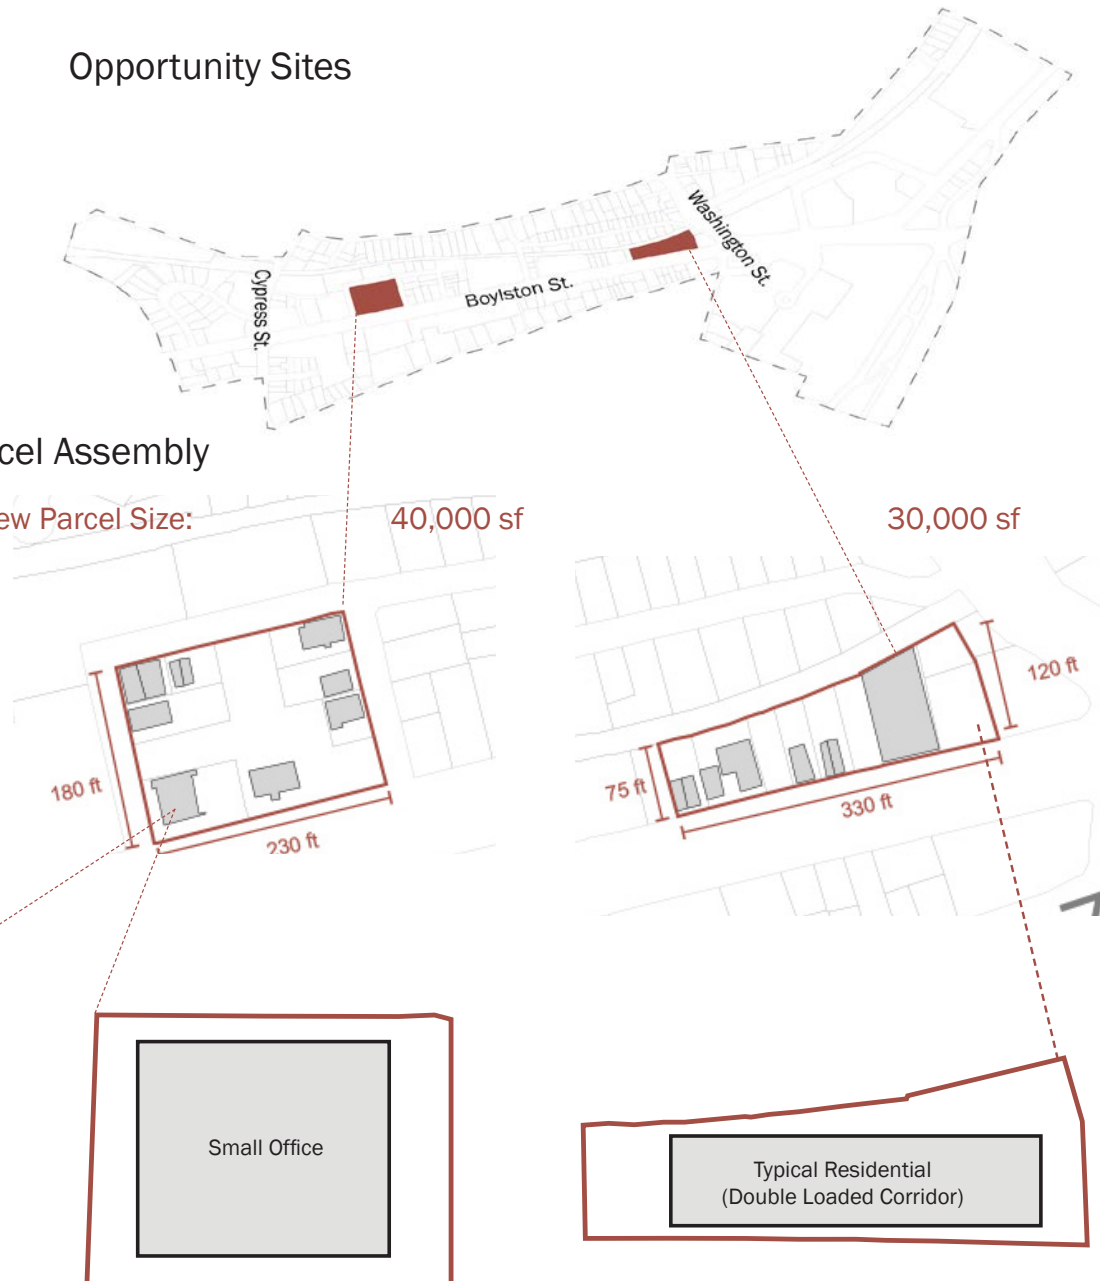 Opportunity Sites
Washington St.
Cypress St.
Boylston St.
cel Assembly
ew Parcel Size:
40,000 sf
30,000 sf
120 ft
180 ft
75 ft
330 ft
230 ft
Small Office
Typical Residential
(Double Loaded Corridor)